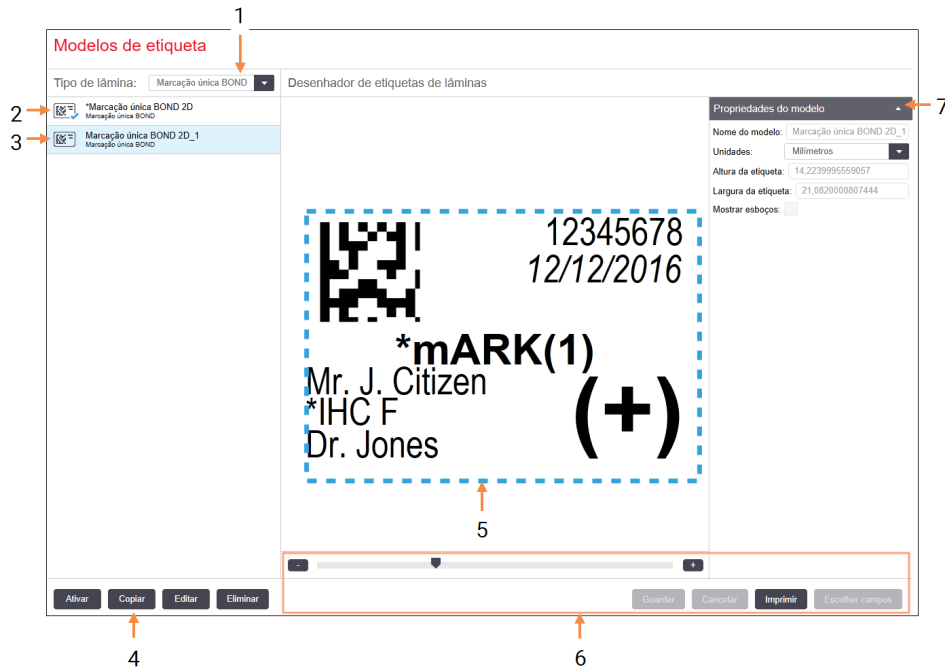 1
Modelos de etiqueta
Tipo de lâmina: Marcação única BOND
Desenhador de etiquetas de lâminas
2
*Marcação única BOND 2D
Marcação única BOND
3
Marcação única BOND 2D_1
Marcação única BOND
Propriedades do modelo
7
Nome do modelo: Marcação única BOND 2D_1
Unidades: Milímetros
Altura da etiqueta: 14,2239995559057
Largura da etiqueta: 21,0820000807444
Mostrar esboços:
12345678
12/12/2016
*mARK(1)
Mr. J. Citizen
*IHC F
Dr. Jones
(+)
5
- +
Ativar Copiar Editar Eliminar
Guardar Cancelar Imprimir Escolher campos
4
6